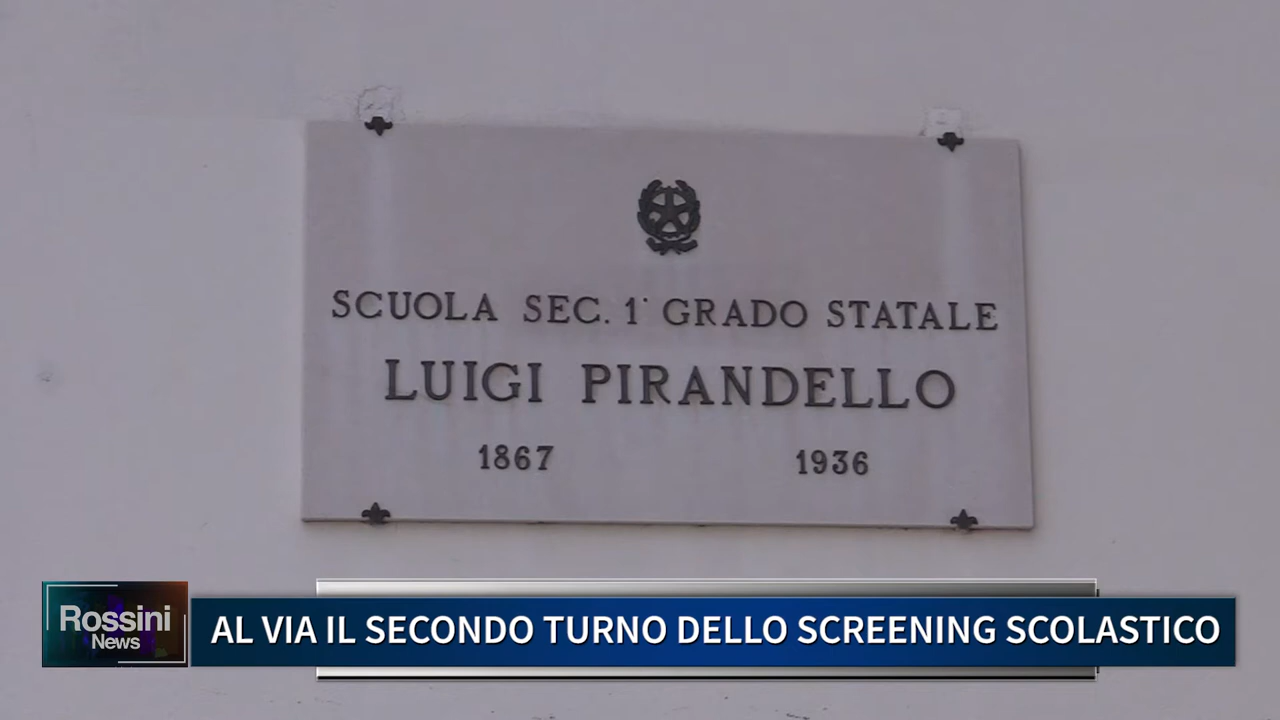 SCUOLA SEC. 1° GRADO STATALE
LUIGI PIRANDELLO
1867 1936
Rossini
News
AL VIA IL SECONDO TURNO DELLO SCREENING SCOLASTICO